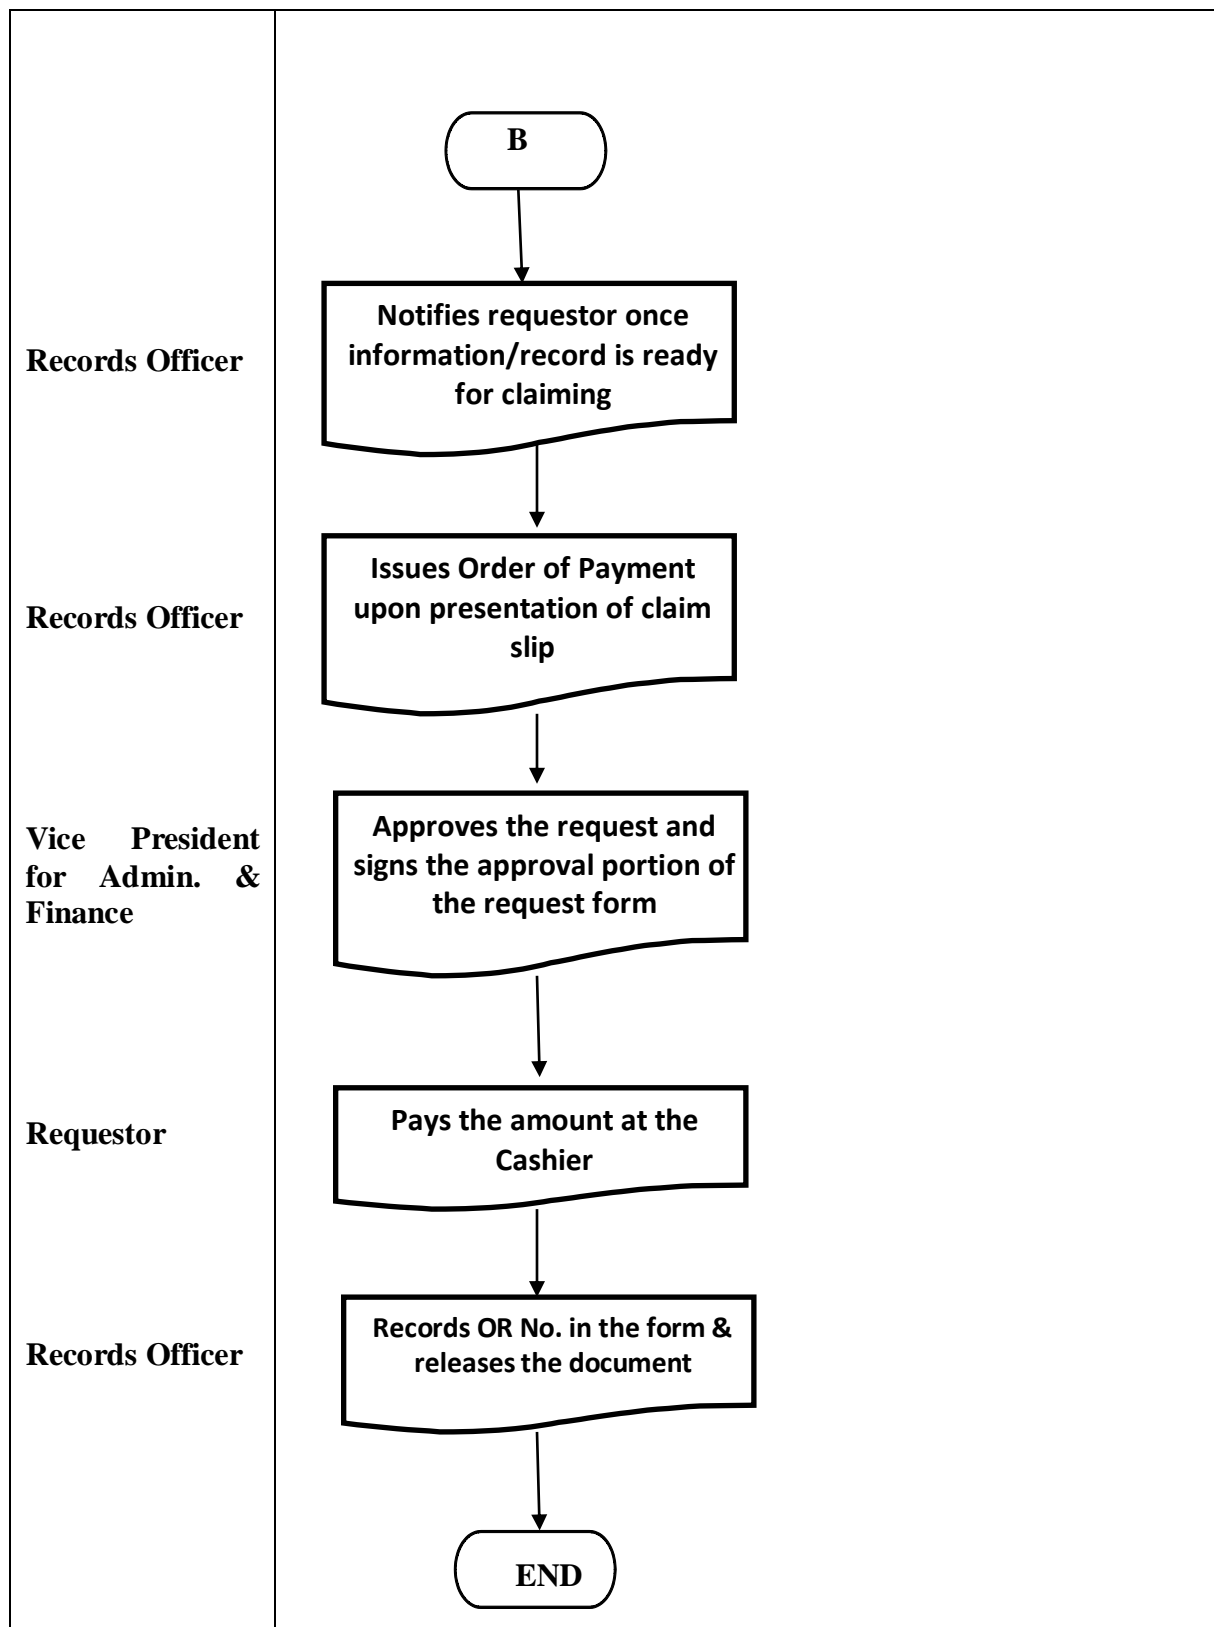 B
Records Officer
Notifies requestor once
information/record is ready
for claiming
Records Officer
Issues Order of Payment
upon presentation of claim
slip
Vice President
for Admin. &
Finance
Approves the request and
signs the approval portion of
the request form
Requestor
Pays the amount at the
Cashier
Records Officer
Records OR No. in the form &
releases the document
END